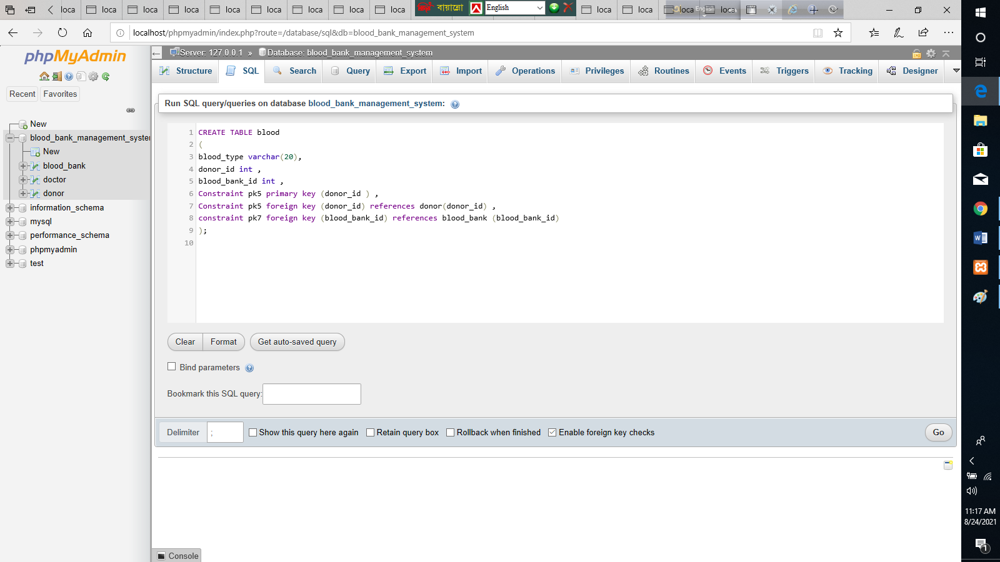 loca loca loca loca loca loca loca loca loca বায়ান্নো English loca loca loca English loca
localhost/phpmyadmin/index.php?route=/database/sql&db=blood_bank_management_system
phpMyAdmin
Recent Favorites
New
blood_bank_management_syster
New
blood_bank
doctor
donor
information_schema
mysql
performance_schema
phpmyadmin
test
Server: 127.0.0.1 » Database: blood_bank_management_system
Structure SQL Search Query Export Import Operations Privileges Routines Events Triggers Tracking Designer
Run SQL query/queries on database blood_bank_management_system:
1 CREATE TABLE blood
2 (
3 blood_type varchar(20),
4 donor_id int ,
5 blood_bank_id int ,
6 Constraint pk5 primary key (donor_id ) ,
7 Constraint pk5 foreign key (donor_id) references donor(donor_id) ,
8 constraint pk7 foreign key (blood_bank_id) references blood_bank (blood_bank_id)
9 );
10
Clear Format Get auto-saved query
Bind parameters
Bookmark this SQL query:
Delimiter ; Show this query here again Retain query box Rollback when finished Enable foreign key checks Go
Console
11:17 AM
8/24/2021
1